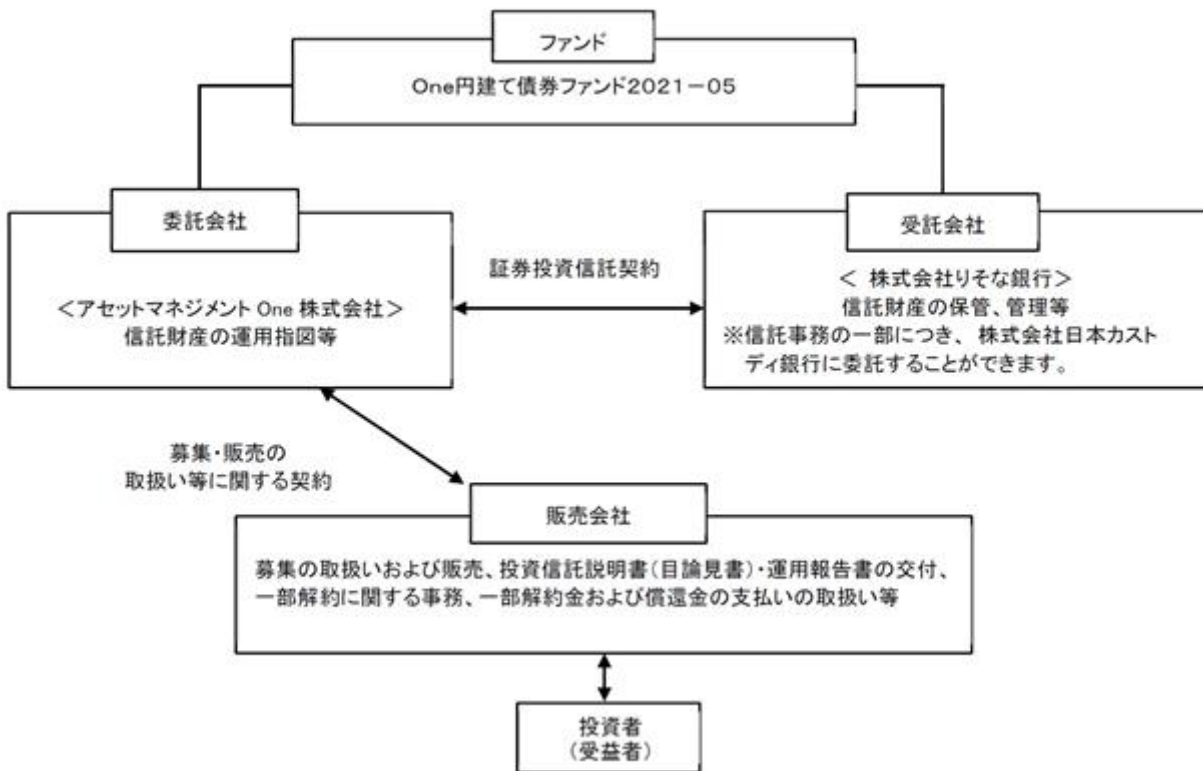 ファンド
One円建て債券ファンド2021-05
委託会社
<アセットマネジメント One 株式会社>
信託財産の運用指図等
証券投資信託契約
受託会社
< 株式会社りそな銀行>
信託財産の保管、管理等
※信託事務の一部につき、 株式会社日本カスト
ディ銀行に委託することができます。
募集・販売の
取扱い等に関する契約
販売会社
募集の取扱いおよび販売、投資信託説明書(目論見書)・運用報告書の交付、
一部解約に関する事務、一部解約金および償還金の支払いの取扱い等
投資者
(受益者)